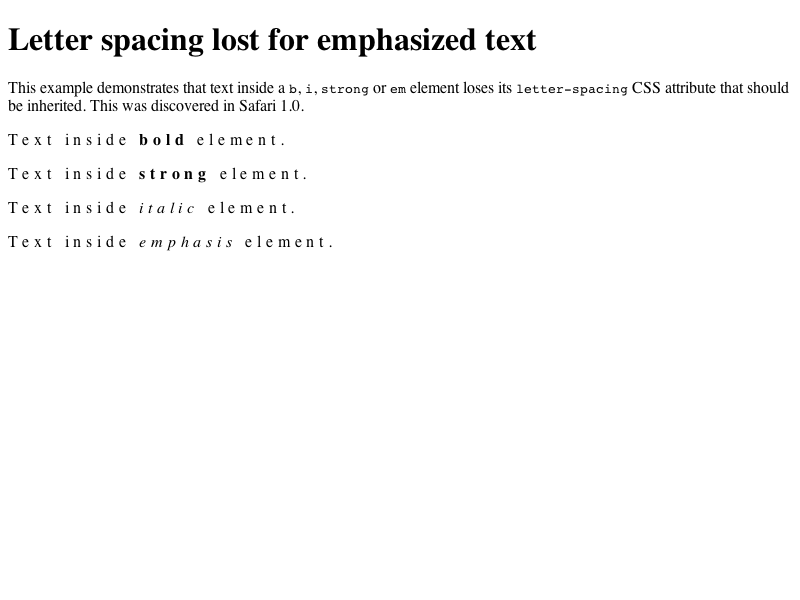 Letter spacing lost for emphasized text
This example demonstrates that text inside a b, i, strong or em element loses its letter-spacing CSS attribute that should
be inherited. This was discovered in Safari 1.0.
Text inside bold element.
Text inside strong element.
Text inside italic element.
Text inside emphasis element.